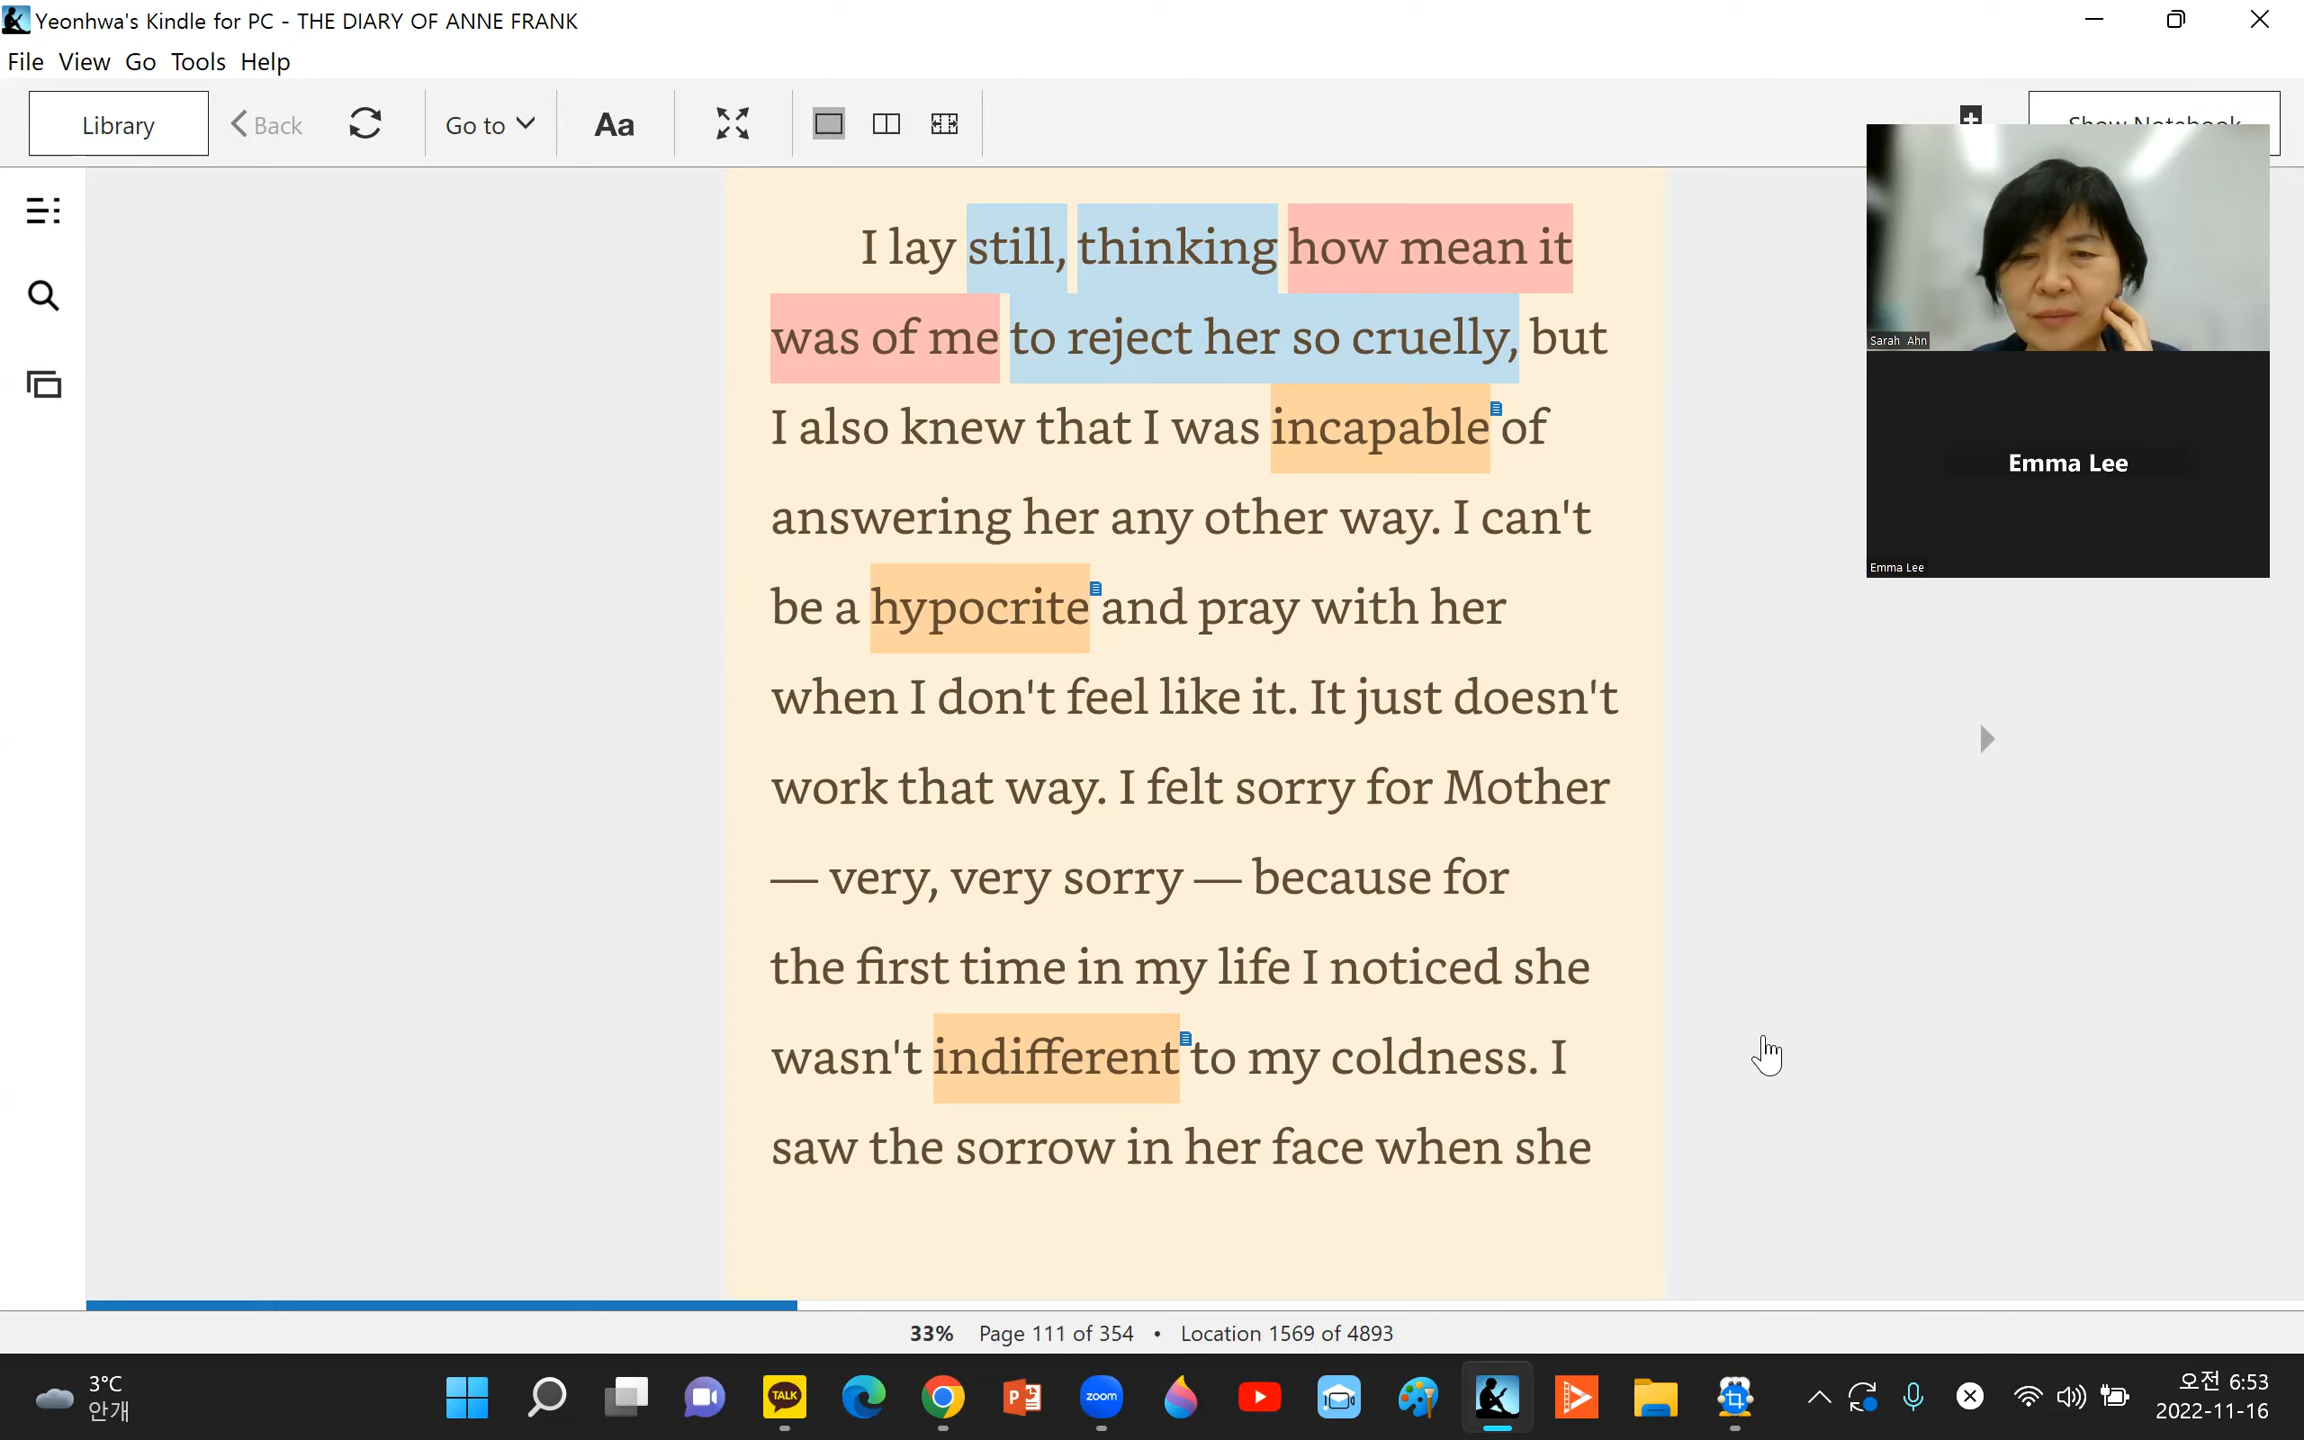 Yeonhwa's Kindle for PC - THE DIARY OF ANNE FRANK
File View Go Tools Help
Library Back Go to Aa Show Notebook
I lay still, thinking how mean it
was of me to reject her so cruelly, but
I also knew that I was incapable of
answering her any other way. I can't
be a hypocrite and pray with her
when I don't feel like it. It just doesn't
work that way. I felt sorry for Mother
— very, very sorry — because for
the first time in my life I noticed she
wasn't indifferent to my coldness. I
saw the sorrow in her face when she
Sarah Ahn
Emma Lee
Emma Lee
33% Page 111 of 354 • Location 1569 of 4893
3°C
안개
TALK
zoom
오전 6:53
2022-11-16